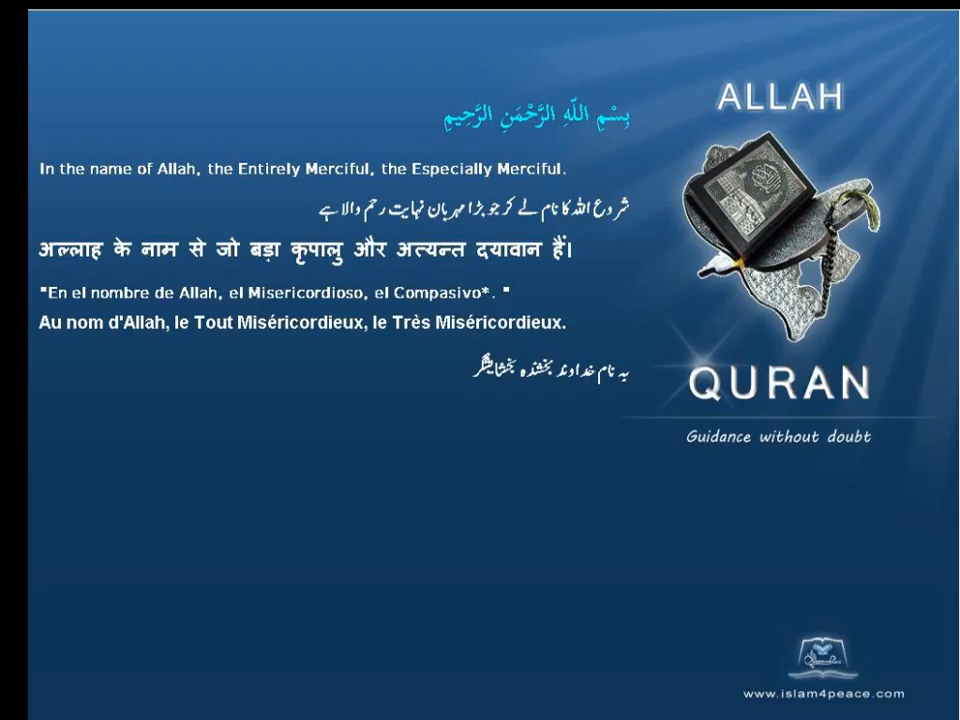 بِسْمِ اللَّهِ الرَّحْمَنِ الرَّحِيمِ
In the name of Allah, the Entirely Merciful, the Especially Merciful.
شروع الله کا نام لے کر جو بڑا مہربان نہایت رحم والا ہے
अल्लाह के नाम से जो बड़ा कृपालु और अत्यन्त दयावान हैं।
"En el nombre de Allah, el Misericordioso, el Compasivo*. "
Au nom d'Allah, le Tout Miséricordieux, le Très Miséricordieux.
به نام خداوند بخشنده بخشایشگر
ALLAH
QURAN
Guidance without doubt
www.islam4peace.com